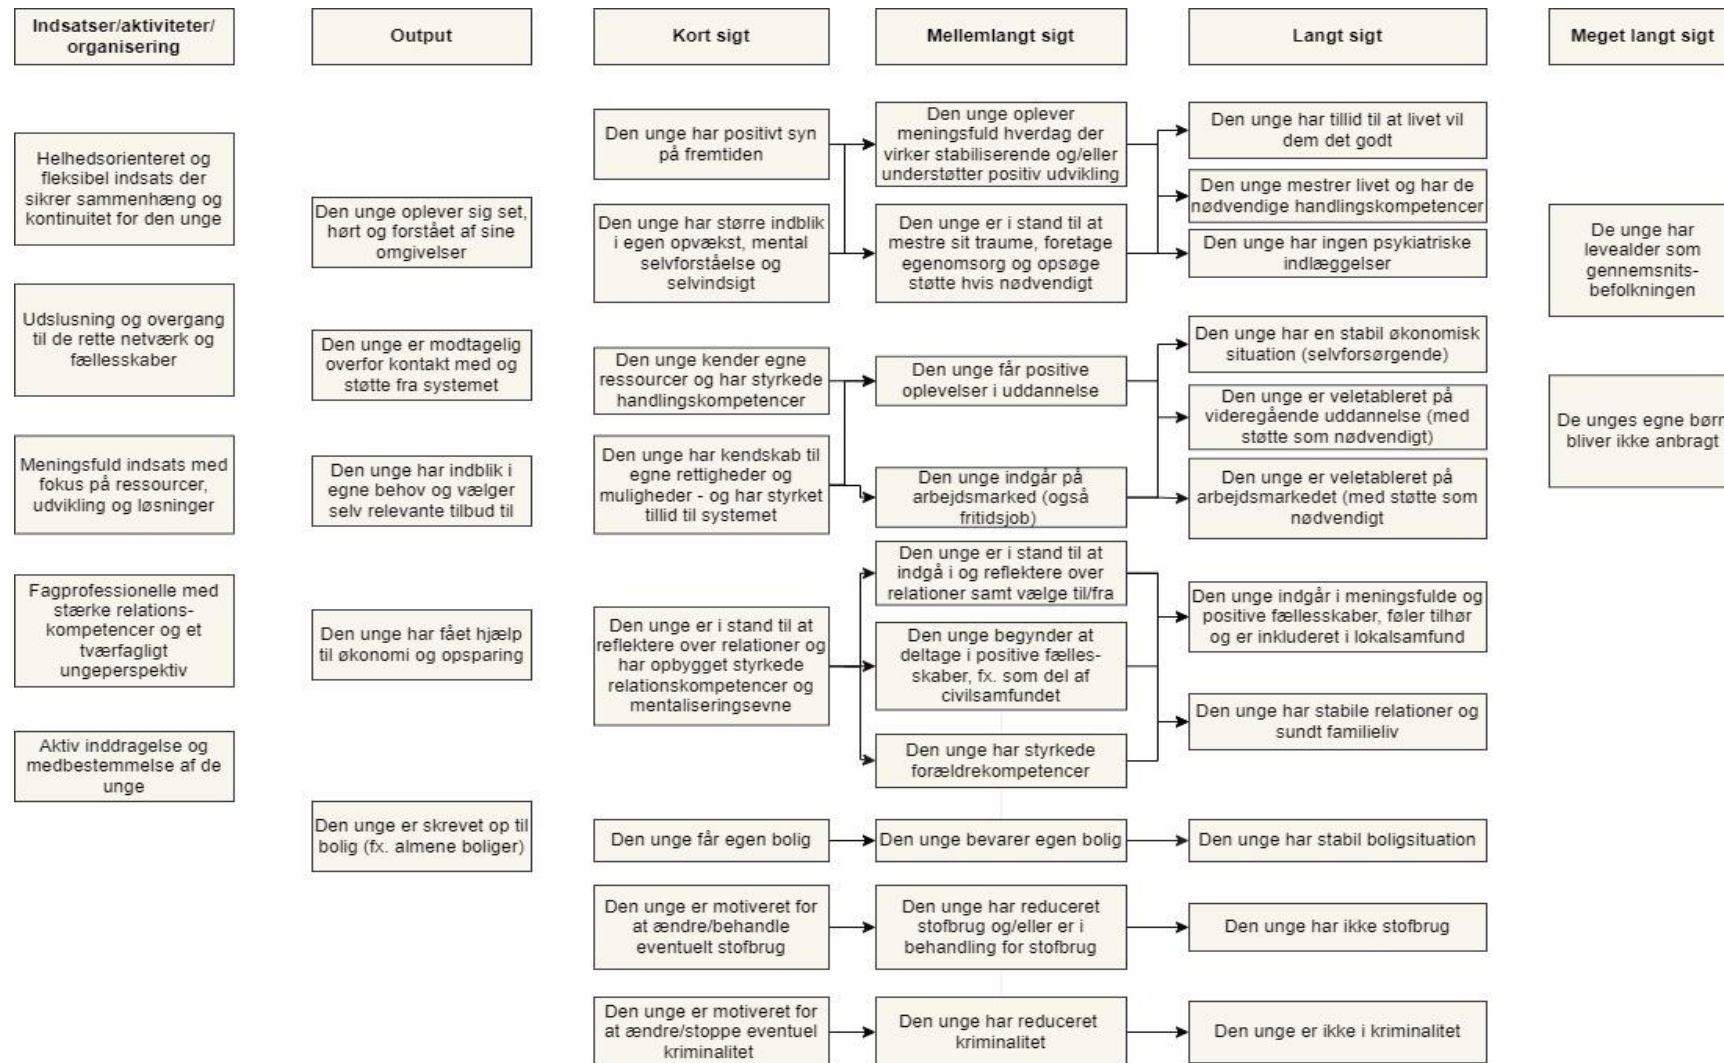 Indsatser/aktiviteter/
organisering
Output
Kort sigt
Mellemlangt sigt
Langt sigt
Meget langt sigt
Helhedsorienteret og
fleksibel indsats der
sikrer sammenhæng og
kontinuitet for den unge
Udslusning og overgang
til de rette netværk og
fællesskaber
Meningsfuld indsats med
fokus på ressourcer,
udvikling og løsninger
Fagprofessionelle med
stærke relations-
kompetencer og et
tværfagligt
ungeperspektiv
Aktiv inddragelse og
medbestemmelse af de
unge
Den unge oplever sig set,
hørt og forstået af sine
omgivelser
Den unge er modtagelig
overfor kontakt med og
støtte fra systemet
Den unge har indblik i
egne behov og vælger
selv relevante tilbud til
Den unge har fået hjælp
til økonomi og opsparing
Den unge er skrevet op til
bolig (fx. almene boliger)
Den unge har positivt syn
på fremtiden
Den unge har større indblik
i egen opvækst, mental
selvforståelse og
selvindsigt
Den unge kender egne
ressourcer og har styrkede
handlingskompetencer
Den unge har kendskab til
egne rettigheder og
muligheder - og har styrket
tillid til systemet
Den unge er i stand til at
reflektere over relationer og
har opbygget styrkede
relationskompetencer og
mentaliseringsevne
Den unge får egen bolig
Den unge er motiveret for
at ændre/behandle
eventuelt stofbrug
Den unge er motiveret for
at ændre/stoppe eventuel
kriminalitet
Den unge oplever
meningsfuld hverdag der
virker stabiliserende og/eller
understøtter positiv udvikling
Den unge er i stand til at
mestre sit traume, foretage
egenomsorg og opsøge
støtte hvis nødvendigt
Den unge får positive
oplevelser i uddannelse
Den unge indgår på
arbejdsmarked (også
fritidsjob)
Den unge er i stand til at
indgå i og reflektere over
relationer samt vælge til/fra
Den unge begynder at
deltage i positive fælles-
skaber, fx. som del af
civilsamfundet
Den unge har styrkede
forældrekompetencer
Den unge bevarer egen bolig
Den unge har reduceret
stofbrug og/eller er i
behandling for stofbrug
Den unge har reduceret
kriminalitet
Den unge har tillid til at livet vil
dem det godt
Den unge mestrer livet og har de
nødvendige handlingskompetencer
Den unge har ingen psykiatriske
indlæggelser
Den unge har en stabil økonomisk
situation (selvforsørgende)
Den unge er veletableret på
videregående uddannelse (med
støtte som nødvendigt)
Den unge er veletableret på
arbejdsmarkedet (med støtte som
nødvendigt
Den unge indgår i meningsfulde og
positive fællesskaber, føler tilhør
og er inkluderet i lokalsamfund
Den unge har stabile relationer og
sundt familieliv
Den unge har stabil boligsituation
Den unge har ikke stofbrug
Den unge er ikke i kriminalitet
De unge har
levealder som
gennemsnits-
befolkningen
De unges egne børn
bliver ikke anbragt